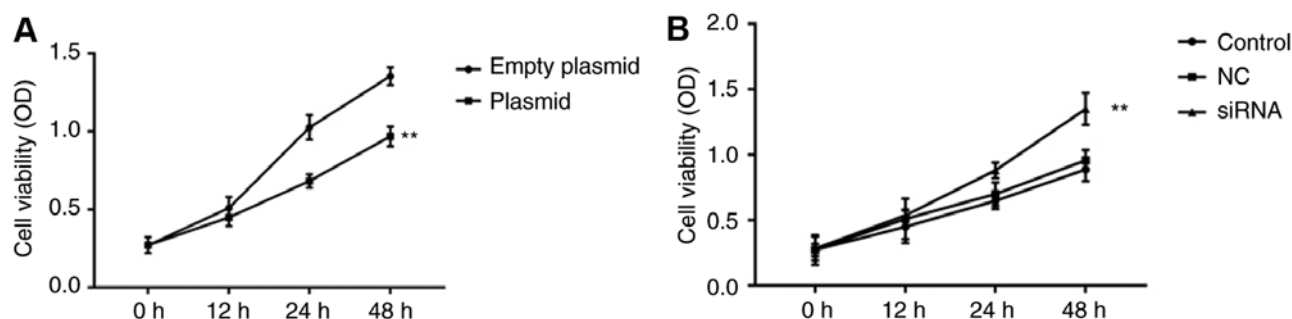 A
Cell viability (OD)
1.5
1.0
0.5
0.0
0 h
12 h
24 h
48 h
**
Empty plasmid
Plasmid
B
Cell viability (OD)
2.0
1.5
1.0
0.5
0.0
0 h
12 h
24 h
48 h
**
Control
NC
siRNA